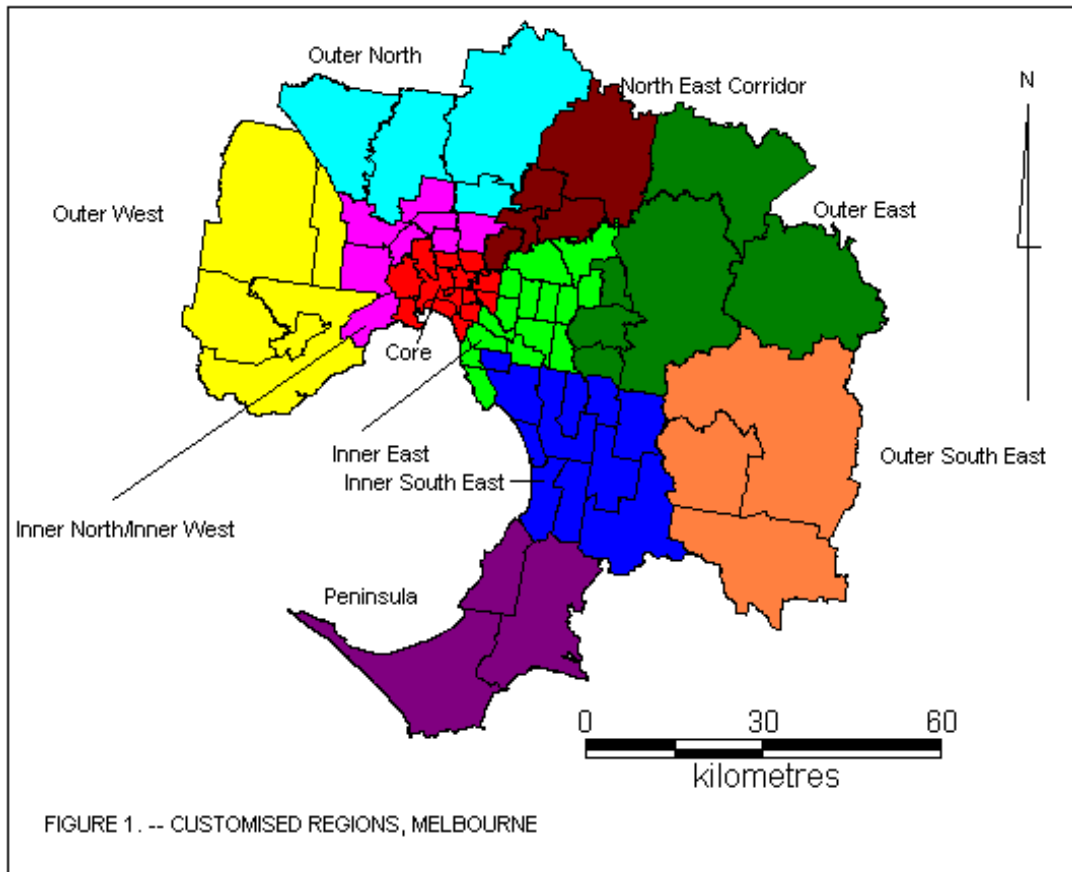 Outer North
North East Corridor
N
Outer West
Outer East
Core
Inner East
Inner South East
Outer South East
Inner North/Inner West
Peninsula
0 30 60
kilometres
FIGURE 1. -- CUSTOMISED REGIONS, MELBOURNE